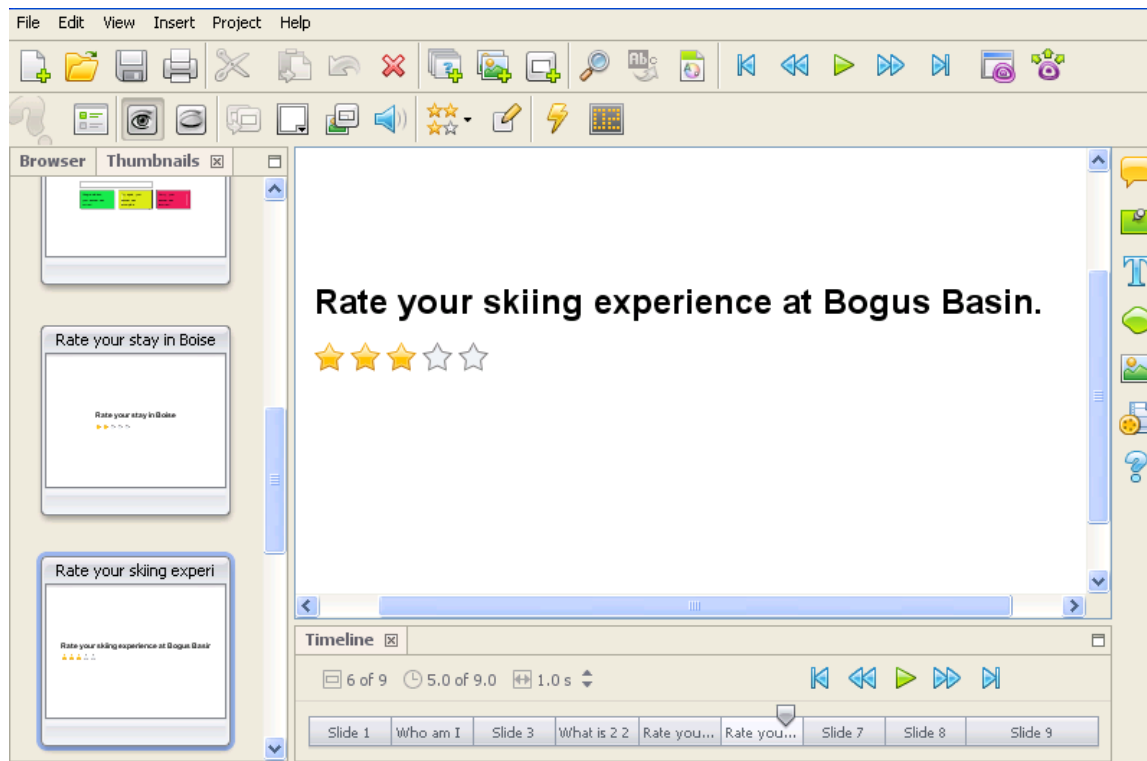 File Edit View Insert Project Help
Browser Thumbnails
Rate your stay in Boise
Rate your stay in Boise
Rate your skiing experi
Rate your skiing experience at Bogus Basin
Rate your skiing experience at Bogus Basin.
Timeline
6 of 9 5.0 of 9.0 1.0 s
Slide 1 Who am I Slide 3 What is 2 2 Rate you... Rate you... Slide 7 Slide 8 Slide 9